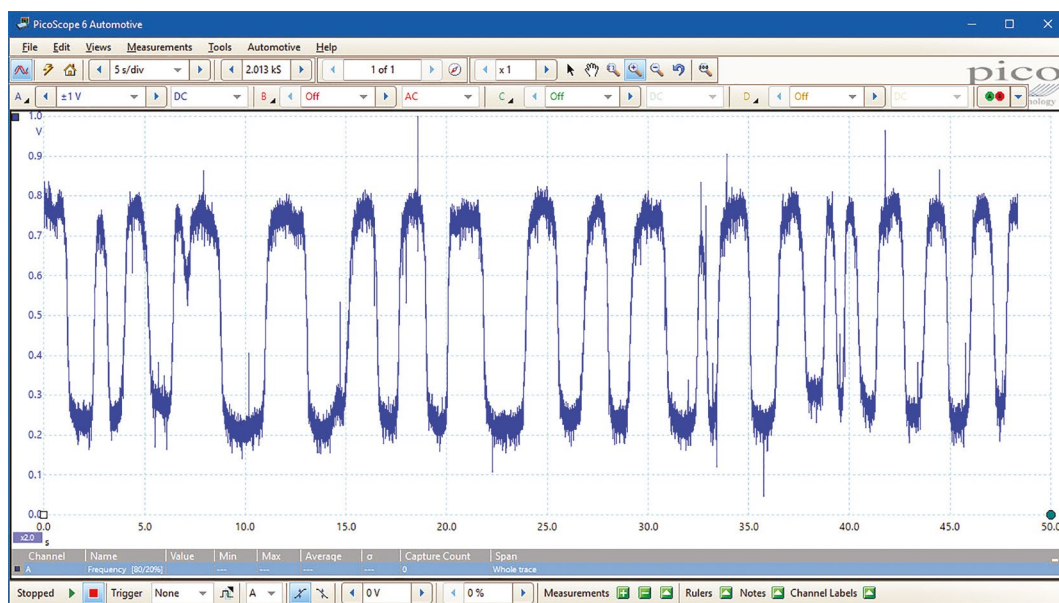 PicoScope 6 Automotive
File Edit Views Measurements Tools Automotive Help
5 s/div 2.013 kS 1 of 1 x 1
pico
A ±1 V DC B Off AC C Off DC D Off DC A B
1.0
V
0.9
0.8
0.7
0.6
0.5
0.4
0.3
0.2
0.1
0.0
0.0 5.0 10.0 15.0 20.0 25.0 30.0 35.0 40.0 45.0 50.0
x2.0 s
Channel Name Value Min Max Average σ Capture Count Span
A Frequency [80/20%] --- --- --- --- --- 0 Whole trace
Stopped Trigger None A 0 V 0 % Measurements Rulers Notes Channel Labels